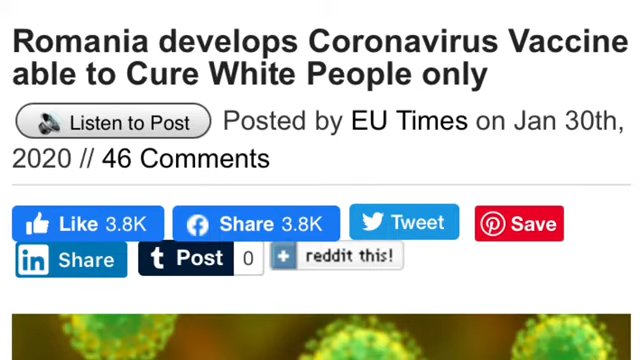 Romania develops Coronavirus Vaccine
able to Cure White People only
Listen to Post Posted by EU Times on Jan 30th,
2020 // 46 Comments
Like 3.8K Share 3.8K Tweet Save
in Share t Post 0 reddit this!